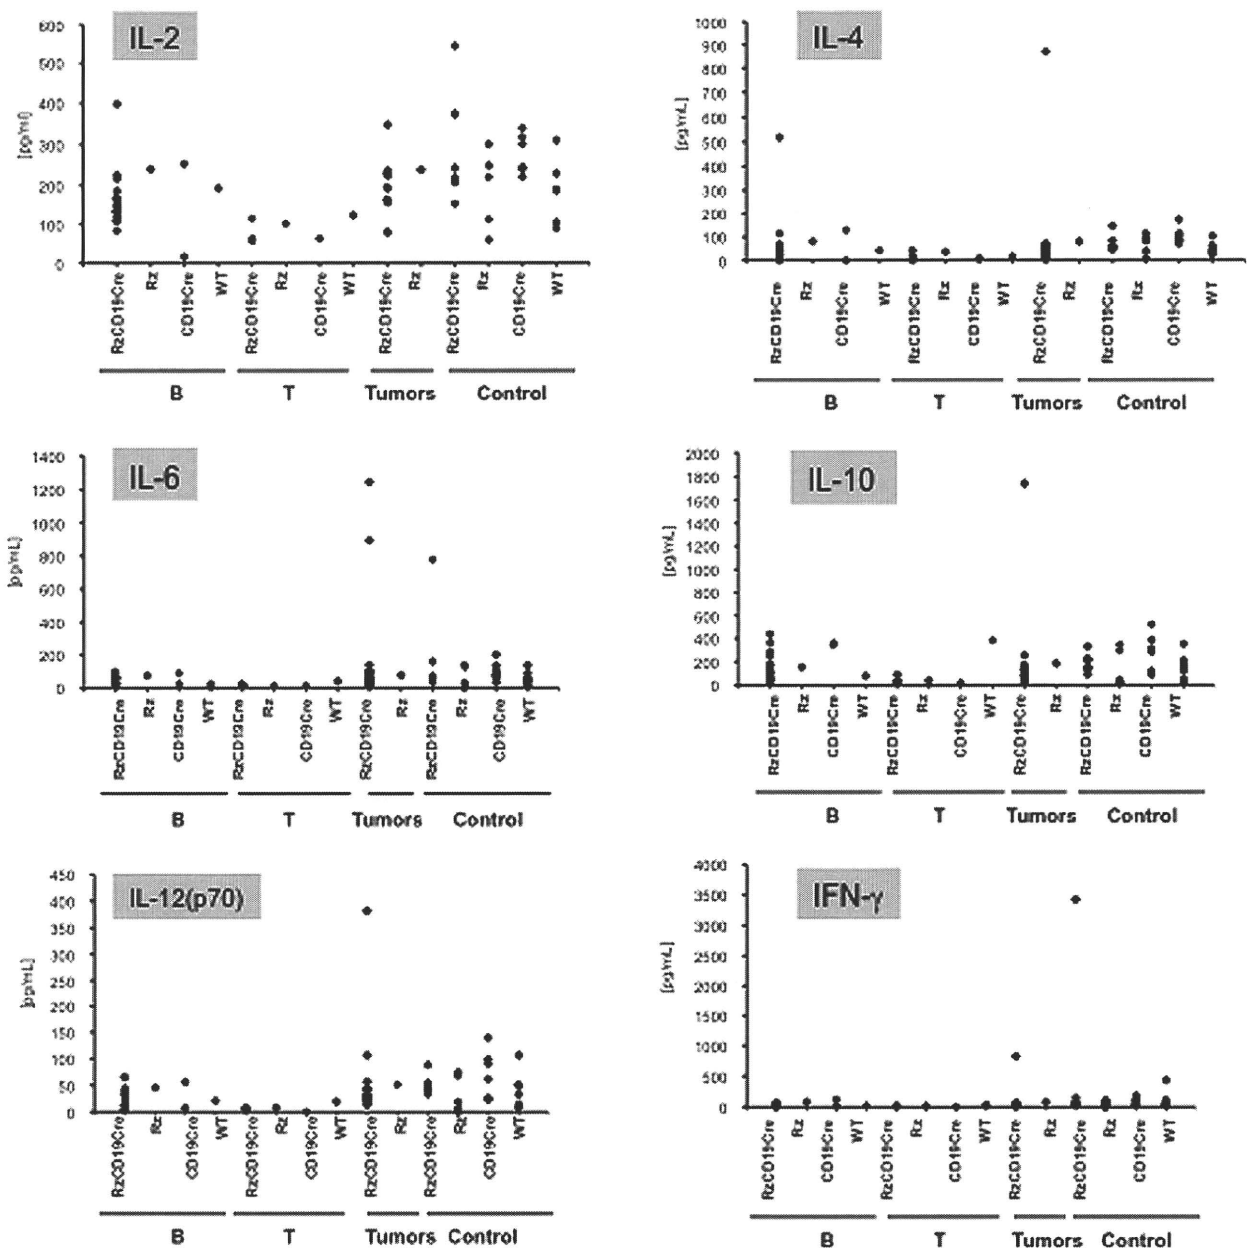 IL-2
600
500
400
300
200
100
0
[pg/ml]
RzCD19Cre
Rz
CD19Cre
WT
RzCD19Cre
Rz
CD19Cre
WT
RzCD19Cre
Rz
RzCD19Cre
Rz
CD19Cre
WT
B T Tumors Control
IL-4
1000
900
800
700
600
500
400
300
200
100
0
[pg/mL]
RzCD19Cre
Rz
CD19Cre
WT
RzCD19Cre
Rz
CD19Cre
WT
RzCD19Cre
Rz
RzCD19Cre
Rz
CD19Cre
WT
B T Tumors Control
IL-6
1400
1200
1000
800
600
400
200
0
[pg/mL]
RzCD19Cre
Rz
CD19Cre
WT
RzCD19Cre
Rz
CD19Cre
WT
RzCD19Cre
Rz
RzCD19Cre
Rz
CD19Cre
WT
B T Tumors Control
IL-10
2000
1800
1600
1400
1200
1000
800
600
400
200
0
[pg/mL]
RzCD19Cre
Rz
CD19Cre
WT
RzCD19Cre
Rz
CD19Cre
WT
RzCD19Cre
Rz
RzCD19Cre
Rz
CD19Cre
WT
B T Tumors Control
IL-12(p70)
450
400
350
300
250
200
150
100
50
0
[pg/mL]
RzCD19Cre
Rz
CD19Cre
WT
RzCD19Cre
Rz
CD19Cre
WT
RzCD19Cre
Rz
RzCD19Cre
Rz
CD19Cre
WT
B T Tumors Control
IFN-γ
4000
3500
3000
2500
2000
1500
1000
500
0
[pg/mL]
RzCD19Cre
Rz
CD19Cre
WT
RzCD19Cre
Rz
CD19Cre
WT
RzCD19Cre
Rz
RzCD19Cre
Rz
CD19Cre
WT
B T Tumors Control